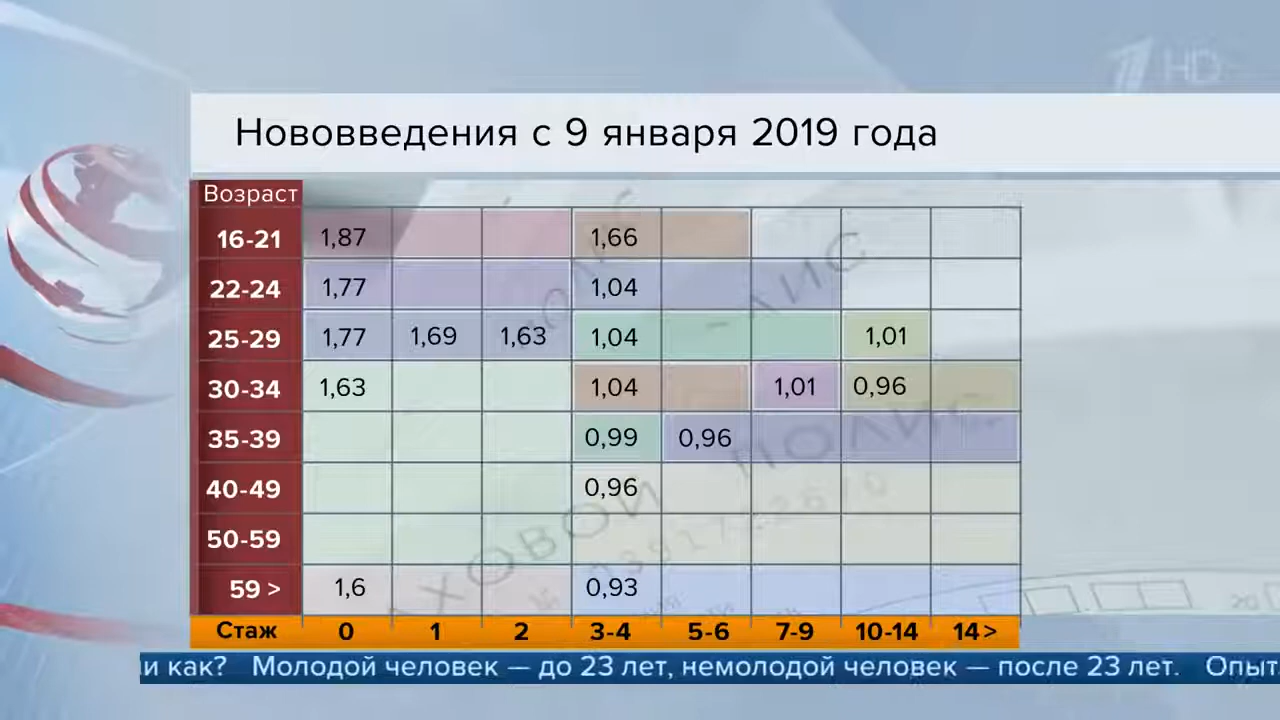 HD
Нововведения с 9 января 2019 года
Возраст
16-21 1,87 1,66
22-24 1,77 1,04
25-29 1,77 1,69 1,63 1,04 1,01
30-34 1,63 1,04 1,01 0,96
35-39 0,99 0,96
40-49 0,96
50-59
59 > 1,6 0,93
Стаж 0 1 2 3-4 5-6 7-9 10-14 14 >
и как? Молодой человек — до 23 лет, немолодой человек — после 23 лет. Опыт